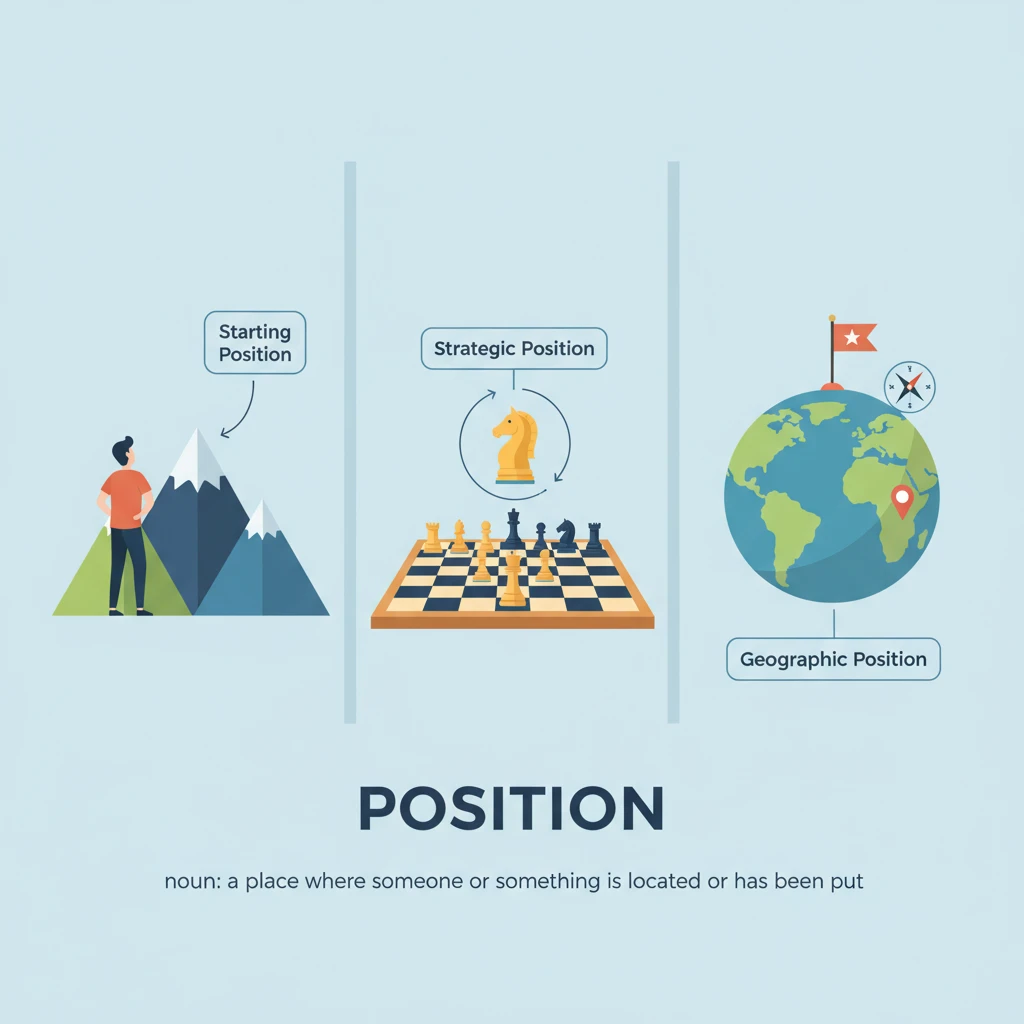 Starting
Position
Strategic Position
Geographic Position
POSITION
noun: a place where someone or something is located or has been put